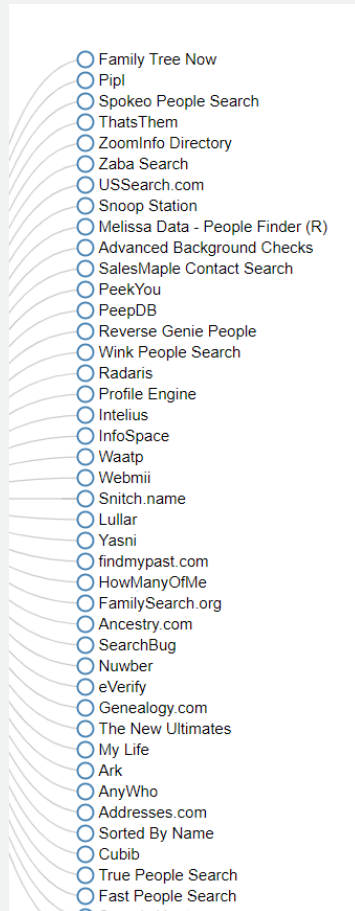 Family Tree Now
Pipl
Spokeo People Search
ThatsThem
ZoomInfo Directory
Zaba Search
USSearch.com
Snoop Station
Melissa Data - People Finder (R)
Advanced Background Checks
SalesMaple Contact Search
PeekYou
PeepDB
Reverse Genie People
Wink People Search
Radaris
Profile Engine
Intelius
InfoSpace
Waatp
Webmii
Snitch.name
Lullar
Yasni
findmypast.com
HowManyOfMe
FamilySearch.org
Ancestry.com
SearchBug
Nuwber
eVerify
Genealogy.com
The New Ultimates
My Life
Ark
AnyWho
Addresses.com
Sorted By Name
Cubib
True People Search
Fast People Search